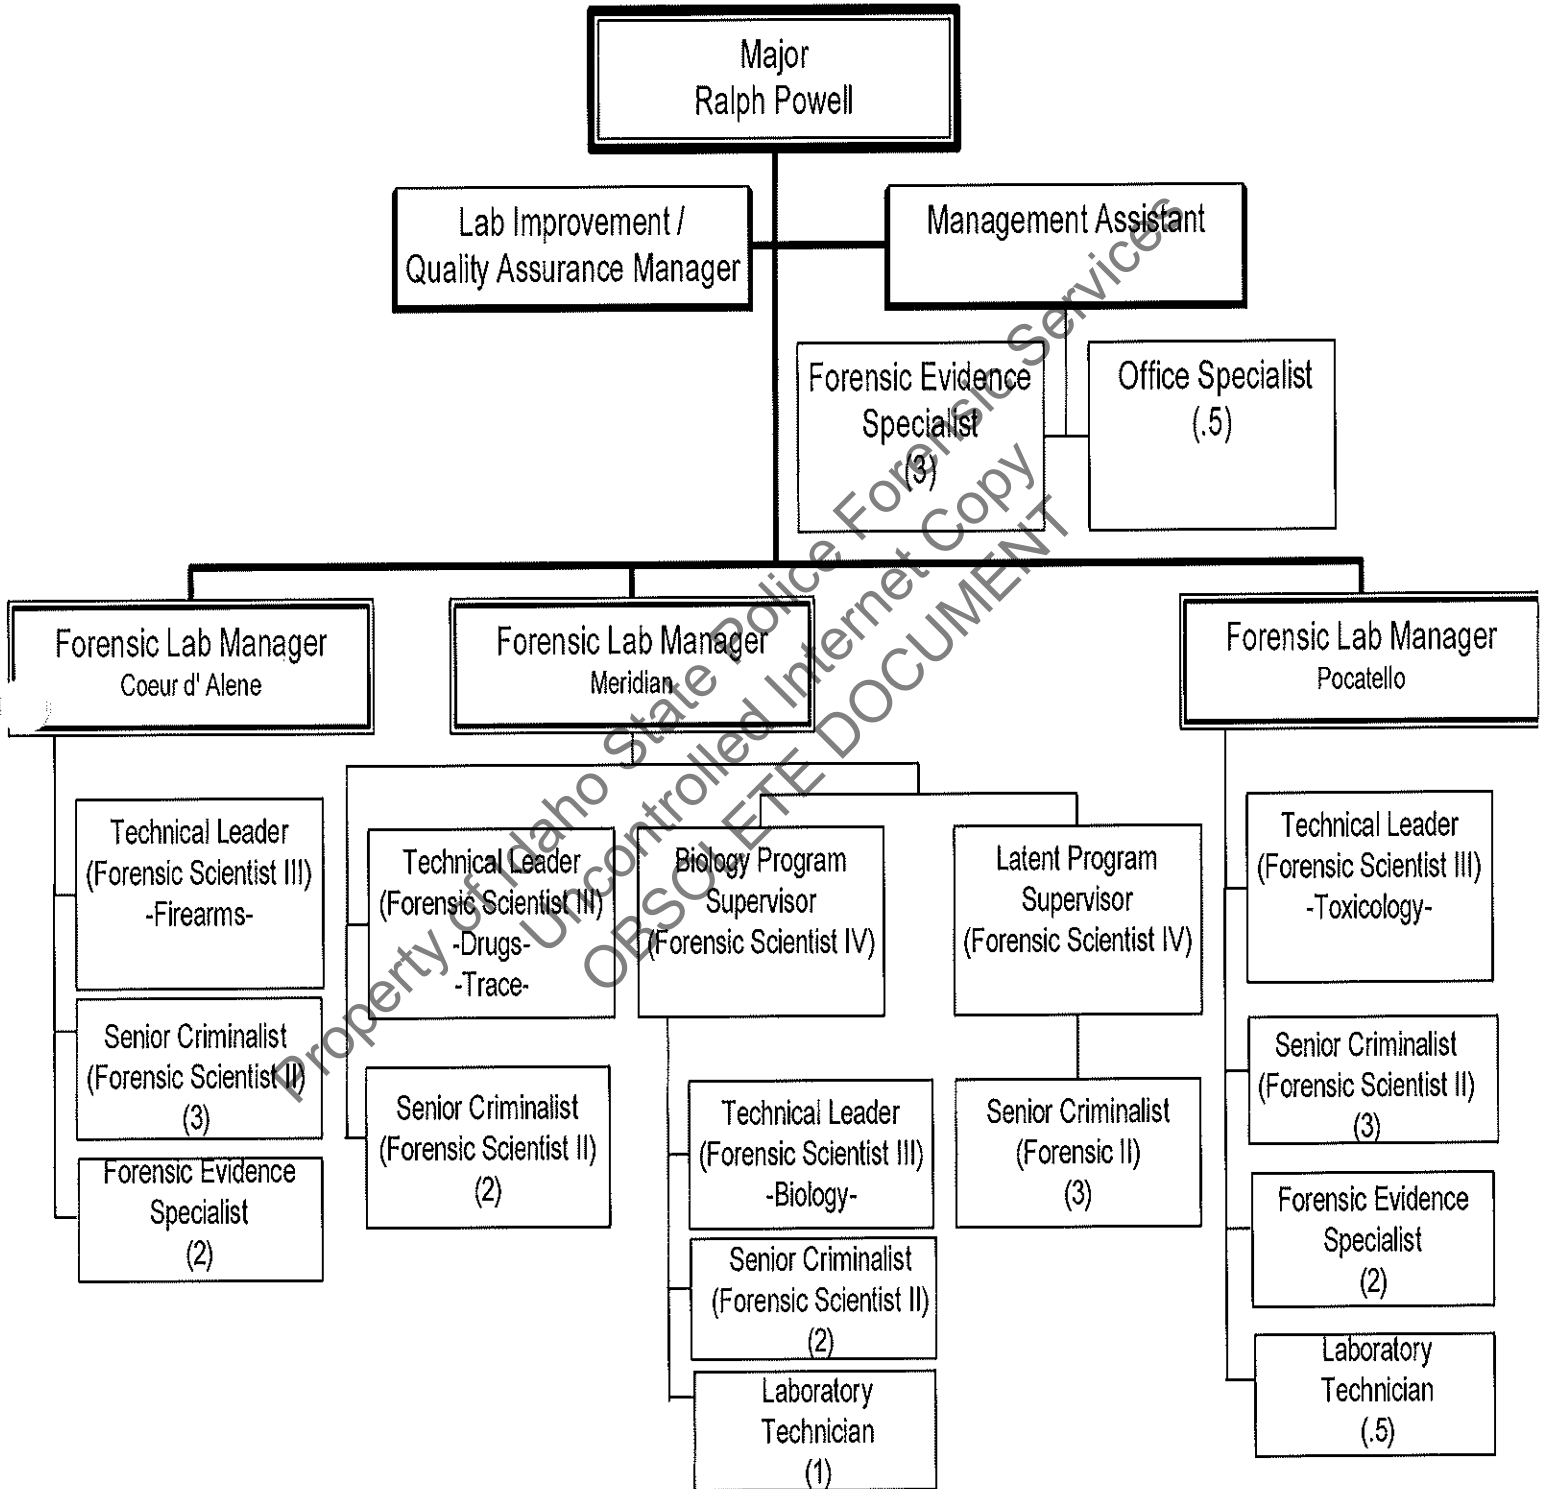 Major
Ralph Powell
Lab Improvement /
Quality Assurance Manager
Management Assistant
Forensic Evidence
Specialist
(3)
Office Specialist
(.5)
Forensic Lab Manager
Coeur d' Alene
Forensic Lab Manager
Meridian
Forensic Lab Manager
Pocatello
Technical Leader
(Forensic Scientist III)
-Firearms-
Senior Criminalist
(Forensic Scientist II)
(3)
Forensic Evidence
Specialist
(2)
Technical Leader
(Forensic Scientist III)
-Drugs-
-Trace-
Senior Criminalist
(Forensic Scientist II)
(2)
Biology Program
Supervisor
(Forensic Scientist IV)
Technical Leader
(Forensic Scientist III)
-Biology-
Senior Criminalist
(Forensic Scientist II)
(2)
Laboratory
Technician
(1)
Latent Program
Supervisor
(Forensic Scientist IV)
Senior Criminalist
(Forensic II)
(3)
Technical Leader
(Forensic Scientist III)
-Toxicology-
Senior Criminalist
(Forensic Scientist II)
(3)
Forensic Evidence
Specialist
(2)
Laboratory
Technician
(.5)
Property of Idaho State Police Forensic Services
Uncontrolled Internet Copy
OBSOLETE DOCUMENT